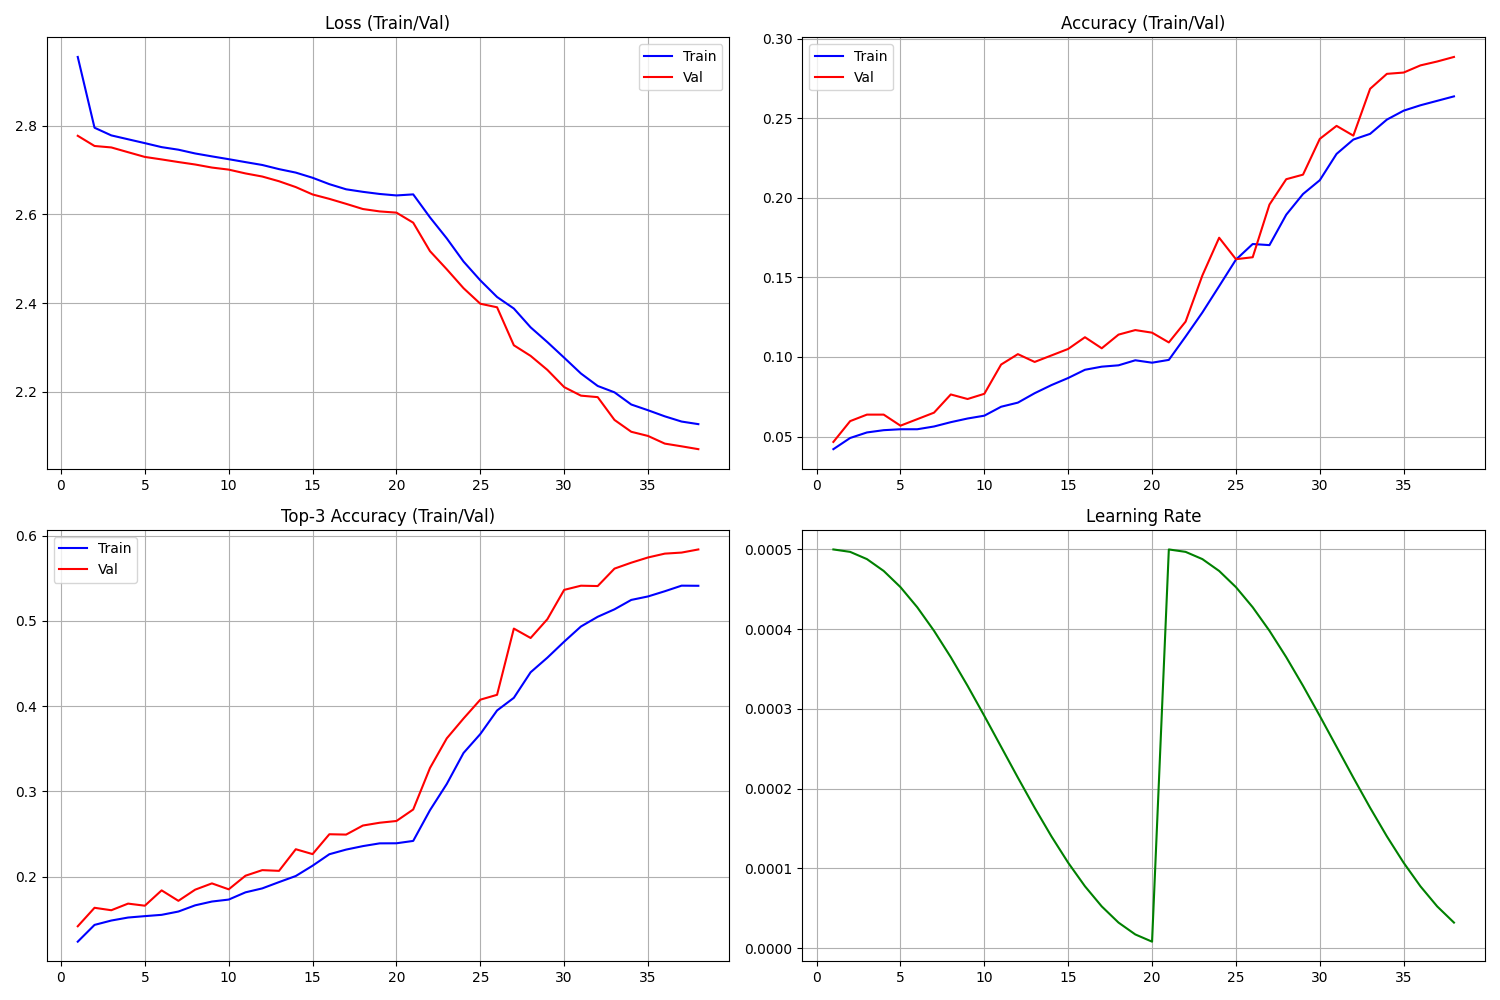 Loss (Train/Val)
Train
Val
2.8
2.6
2.4
2.2
0 5 10 15 20 25 30 35
Accuracy (Train/Val)
Train
Val
0.30
0.25
0.20
0.15
0.10
0.05
0 5 10 15 20 25 30 35
Top-3 Accuracy (Train/Val)
Train
Val
0.6
0.5
0.4
0.3
0.2
0 5 10 15 20 25 30 35
Learning Rate
0.0005
0.0004
0.0003
0.0002
0.0001
0.0000
0 5 10 15 20 25 30 35